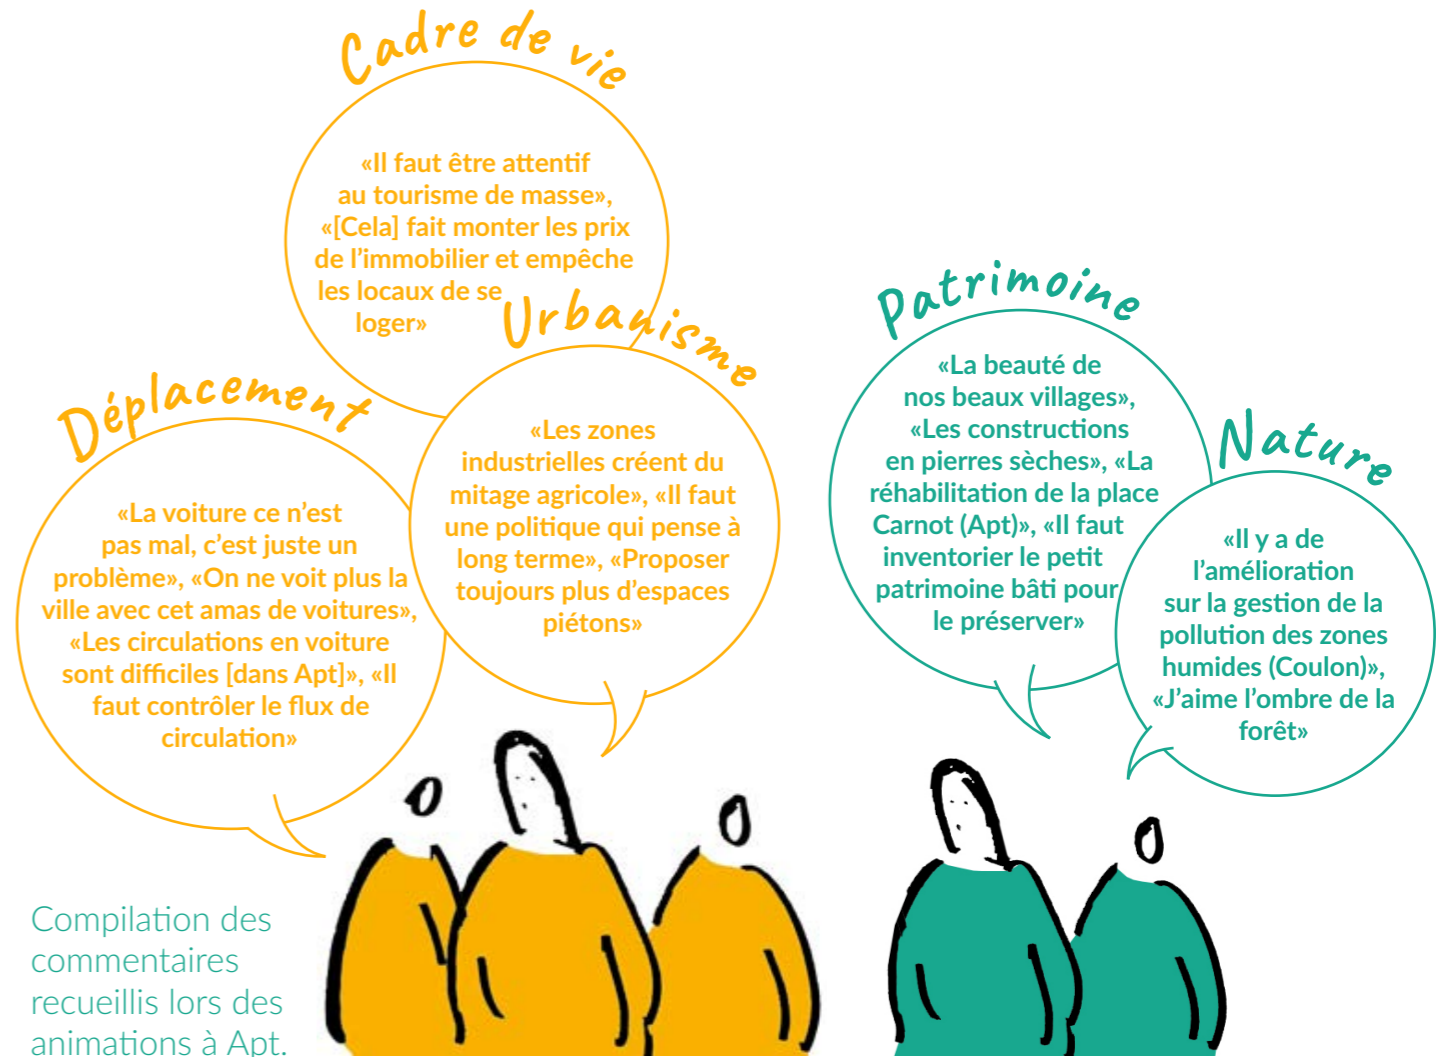 Cadre de vie
«Il faut être attentif
au tourisme de masse»,
«[Cela] fait monter les prix
de l’immobilier et empêche
les locaux de se
loger»
Urbanisme
«Les zones
industrielles créent du
mitage agricole», «Il faut
une politique qui pense à
long terme», «Proposer
toujours plus d’espaces
piétons»
Déplacement
«La voiture ce n’est
pas mal, c’est juste un
problème», «On ne voit plus la
ville avec cet amas de voitures»,
«Les circulations en voiture
sont difficiles [dans Apt]», «Il
faut contrôler le flux de
circulation»
Patrimoine
«La beauté de
nos beaux villages»,
«Les constructions
en pierres sèches», «La
réhabilitation de la place
Carnot (Apt)», «Il faut
inventorier le petit
patrimoine bâti pour
le préserver»
Nature
«Il y a de
l’amélioration
sur la gestion de la
pollution des zones
humides (Coulon)»,
«J’aime l’ombre de la
forêt»
Compilation des
commentaires
recueillis lors des
animations à Apt.